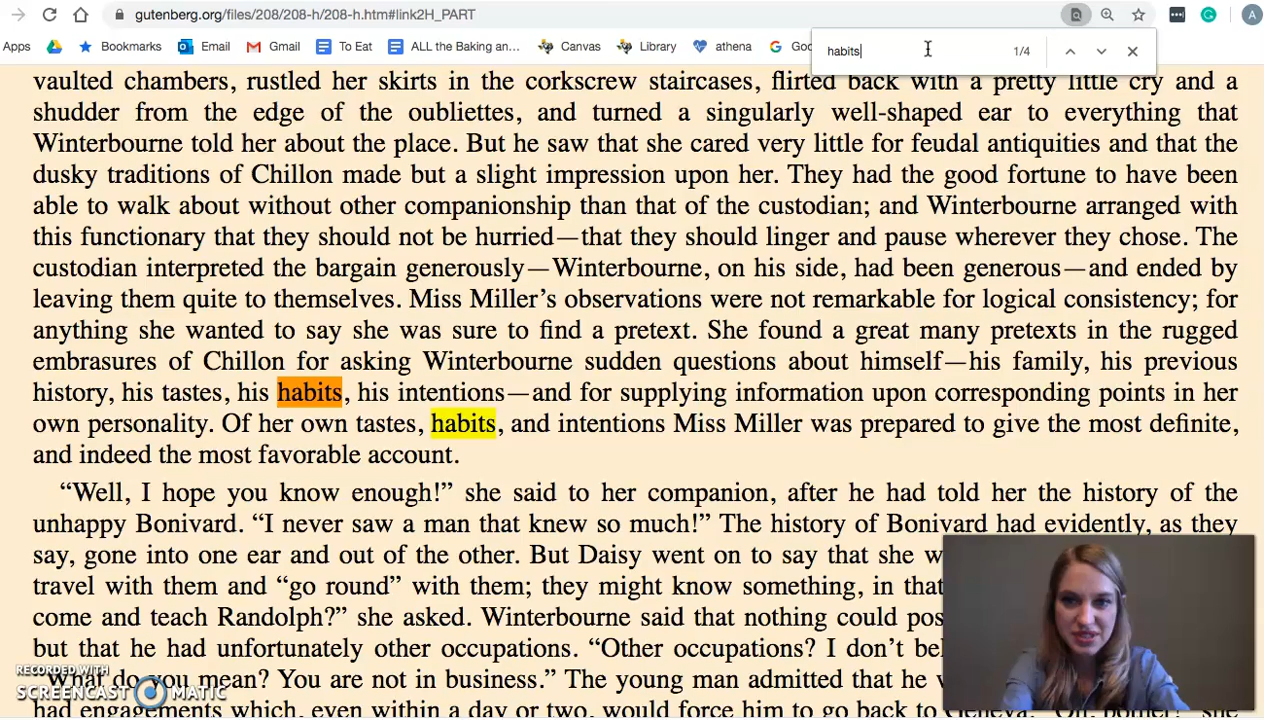 gutenberg.org/files/208/208-h/208-h.htm#link2H_PART
Apps Bookmarks Email Gmail To Eat ALL the Baking an… Canvas Library athena Goo
habits 1/4
vaulted chambers, rustled her skirts in the corkscrew staircases, flirted back with a pretty little cry and a
shudder from the edge of the oubliettes, and turned a singularly well-shaped ear to everything that
Winterbourne told her about the place. But he saw that she cared very little for feudal antiquities and that the
dusky traditions of Chillon made but a slight impression upon her. They had the good fortune to have been
able to walk about without other companionship than that of the custodian; and Winterbourne arranged with
this functionary that they should not be hurried—that they should linger and pause wherever they chose. The
custodian interpreted the bargain generously—Winterbourne, on his side, had been generous—and ended by
leaving them quite to themselves. Miss Miller’s observations were not remarkable for logical consistency; for
anything she wanted to say she was sure to find a pretext. She found a great many pretexts in the rugged
embrasures of Chillon for asking Winterbourne sudden questions about himself—his family, his previous
history, his tastes, his habits, his intentions—and for supplying information upon corresponding points in her
own personality. Of her own tastes, habits, and intentions Miss Miller was prepared to give the most definite,
and indeed the most favorable account.
“Well, I hope you know enough!” she said to her companion, after he had told her the history of the
unhappy Bonivard. “I never saw a man that knew so much!” The history of Bonivard had evidently, as they
say, gone into one ear and out of the other. But Daisy went on to say that she w
travel with them and “go round” with them; they might know something, in that
come and teach Randolph?” she asked. Winterbourne said that nothing could pos
but that he had unfortunately other occupations. “Other occupations? I don’t bel
“What do you mean? You are not in business.” The young man admitted that he
had engagements which, even within a day or two, would force him to go back to Geneva. “Oh, bother!” she
RECORDED WITH
SCREENCAST MATIC
A